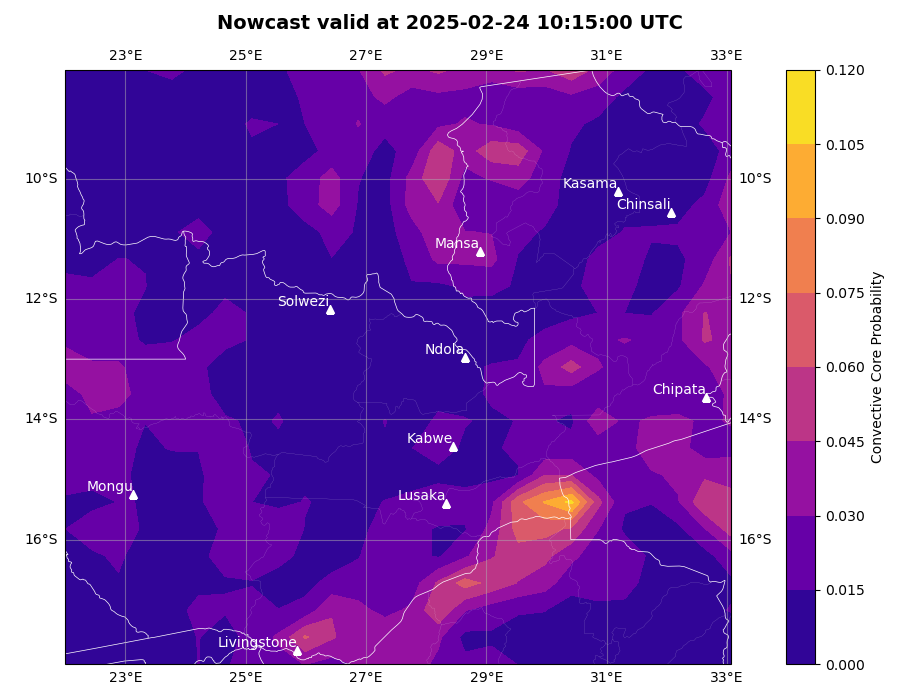 Nowcast valid at 2025-02-24 10:15:00 UTC
23°E 25°E 27°E 29°E 31°E 33°E
0.120
0.105
10°S Kasama 10°S
Chinsali
0.090
Mansa
0.075
12°S Solwezi 12°S
Ndola
0.060
Chipata
14°S 14°S
Kabwe
0.045
Mongu Lusaka
0.030
16°S 16°S
0.015
Livingstone
0.000
23°E 25°E 27°E 29°E 31°E 33°E
Convective Core Probability